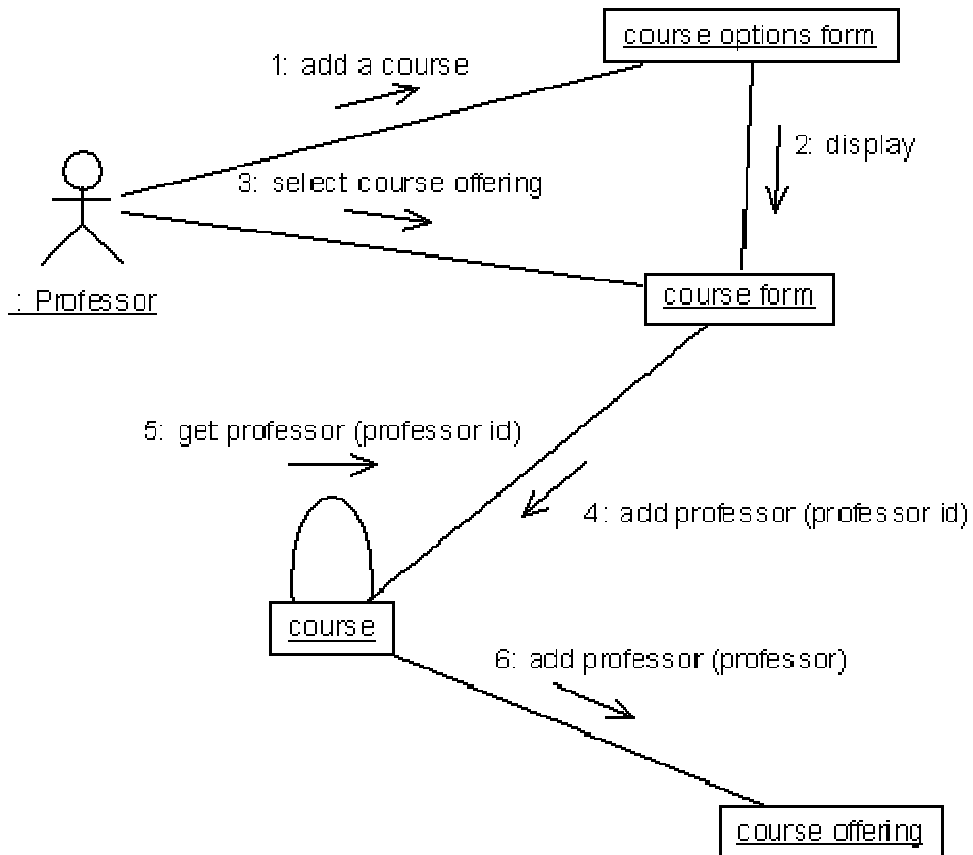 course options form
1: add a course
2: display
3: select course offering
: Professor
course form
5: get professor (professor id)
4: add professor (professor id)
course
6: add professor (professor)
course offering